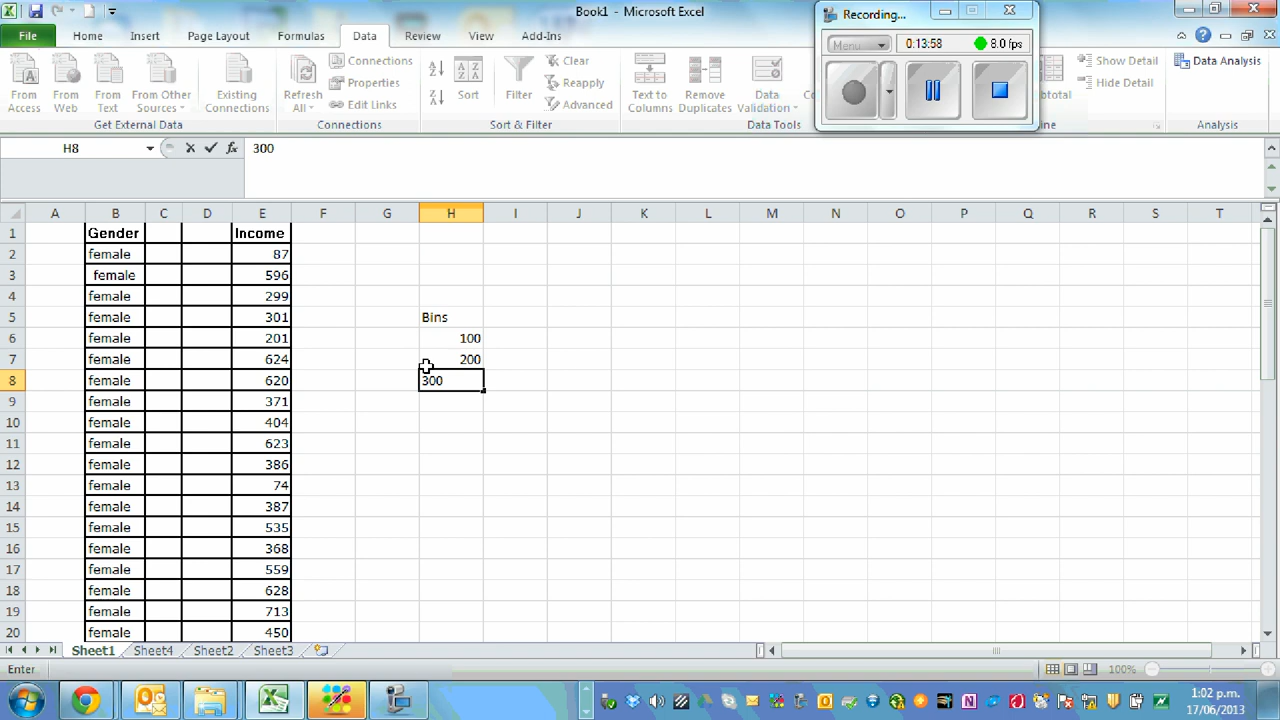 Book1 - Microsoft Excel
Recording...
File Home Insert Page Layout Formulas Data Review View Add-Ins
Menu 0:13:58 8.0 fps
From Access
From Web
From Text
From Other Sources
Existing Connections
Refresh All
Connections
Properties
Edit Links
Sort
Filter
Clear
Reapply
Advanced
Text to Columns
Remove Duplicates
Data Validation
Show Detail
Hide Detail
Data Analysis
Get External Data Connections Sort & Filter Data Tools Analysis
H8 fx 300
A B C D E F G H I J K L M N O P Q R S T
1 Gender Income
2 female 87
3 female 596
4 female 299
5 female 301 Bins
6 female 201 100
7 female 624 200
8 female 620 300
9 female 371
10 female 404
11 female 623
12 female 386
13 female 74
14 female 387
15 female 535
16 female 368
17 female 559
18 female 628
19 female 713
20 female 450
Sheet1 Sheet4 Sheet2 Sheet3
Enter 100%
1:02 p.m.
17/06/2013